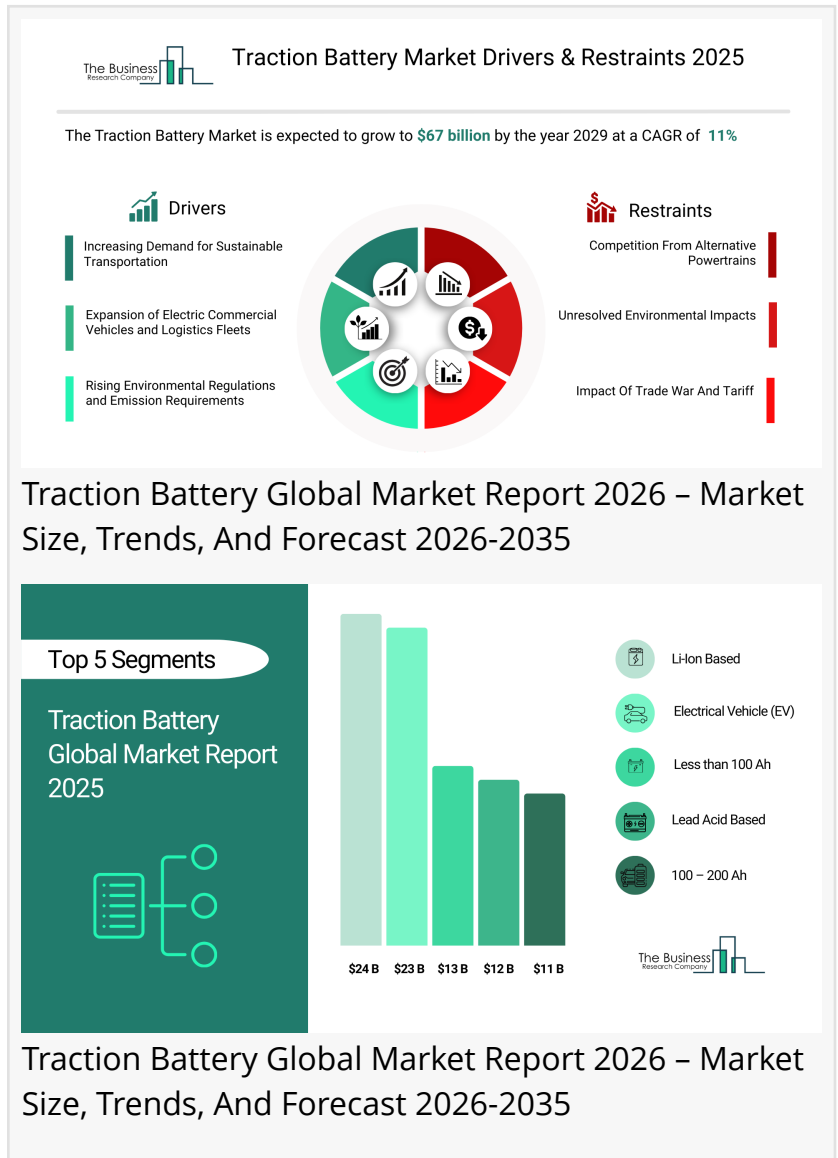 The Business
Research Company
Traction Battery Market Drivers & Restraints 2025
The Traction Battery Market is expected to grow to $67 billion by the year 2029 at a CAGR of 11%
Drivers
Increasing Demand for Sustainable
Transportation
Expansion of Electric Commercial
Vehicles and Logistics Fleets
Rising Environmental Regulations
and Emission Requirements
Restraints
Competition From Alternative
Powertrains
Unresolved Environmental Impacts
Impact Of Trade War And Tariff
Traction Battery Global Market Report 2026 – Market
Size, Trends, And Forecast 2026-2035
Top 5 Segments
Traction Battery
Global Market Report
2025
$24 B $23 B $13 B $12 B $11 B
Li-Ion Based
Electrical Vehicle (EV)
Less than 100 Ah
Lead Acid Based
100 – 200 Ah
The Business
Research Company
Traction Battery Global Market Report 2026 – Market
Size, Trends, And Forecast 2026-2035